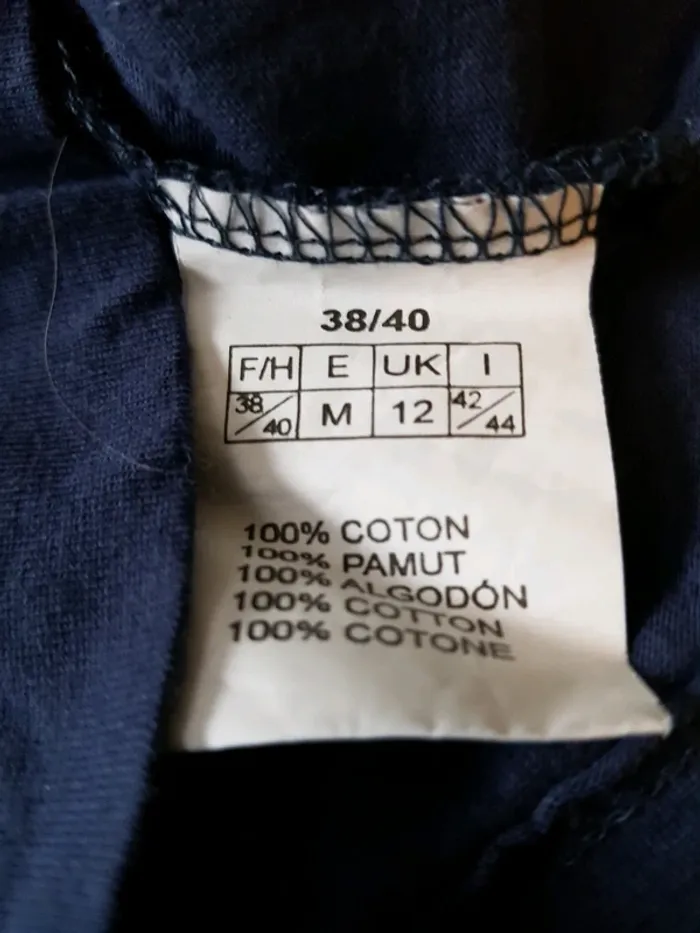 38/40
F/H E UK I
38/40 M 12 42/44
100% COTON
100% PAMUT
100% ALGODÓN
100% COTTON
100% COTONE